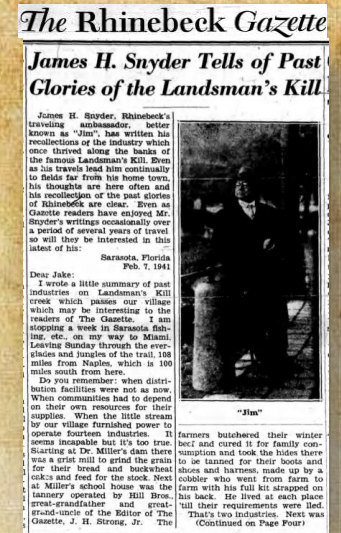 The Rhinebeck Gazette
James H. Snyder Tells of Past
Glories of the Landsman's Kill
James H. Snyder, Rhinebeck's
traveling ambassador, better
known as "Jim", has written his
recollections of the industry which
once thrived along the banks of
the famous Landsman's Kill. Even
as his travels lead him continually
to fields far from his home town,
his thoughts are here often and
his recollection of the past glories
of Rhinebeck are clear. Even as
Gazette readers have enjoyed Mr.
Snyder's writings occasionally over
a period of several years of travel
so will they be interested in this
latest of his:
Sarasota, Florida
Feb. 7, 1941
Dear Jake:
I wrote a little summary of past
industries on Landsman's Kill
creek which passes our village
which may be interesting to the
readers of The Gazette. I am
stopping a week in Sarasota fish-
ing, etc., on my way to Miami.
Leaving Sunday through the ever-
glades and jungles of the trail, 108
miles from Naples, which is 100
miles south from here.
Do you remember: when distri-
bution facilities were not as now.
When communities had to depend
on their own resources for their
supplies. When the little stream
by our village furnished power to
operate fourteen industries. It
seems incapable but it's too true.
Starting at Dr. Miller's dam there
was a grist mill to grind the grain
for their bread and buckwheat
cakes and feed for the stock. Next
at Miller's school house was the
tannery operated by Hill Bros.,
great-grandfather and great-
grand-uncle of the Editor of The
Gazette, J. H. Strong, Jr. The
"Jim"
farmers butchered their winter
beef and cured it for family con-
sumption and took the hides there
to be tanned for their boots and
shoes and harness, made up by a
cobbler who went from farm to
farm with his full kit strapped on
his back. He lived at each place
'till their requirements were lled.
That's two industries. Next was
(Continued on Page Four)